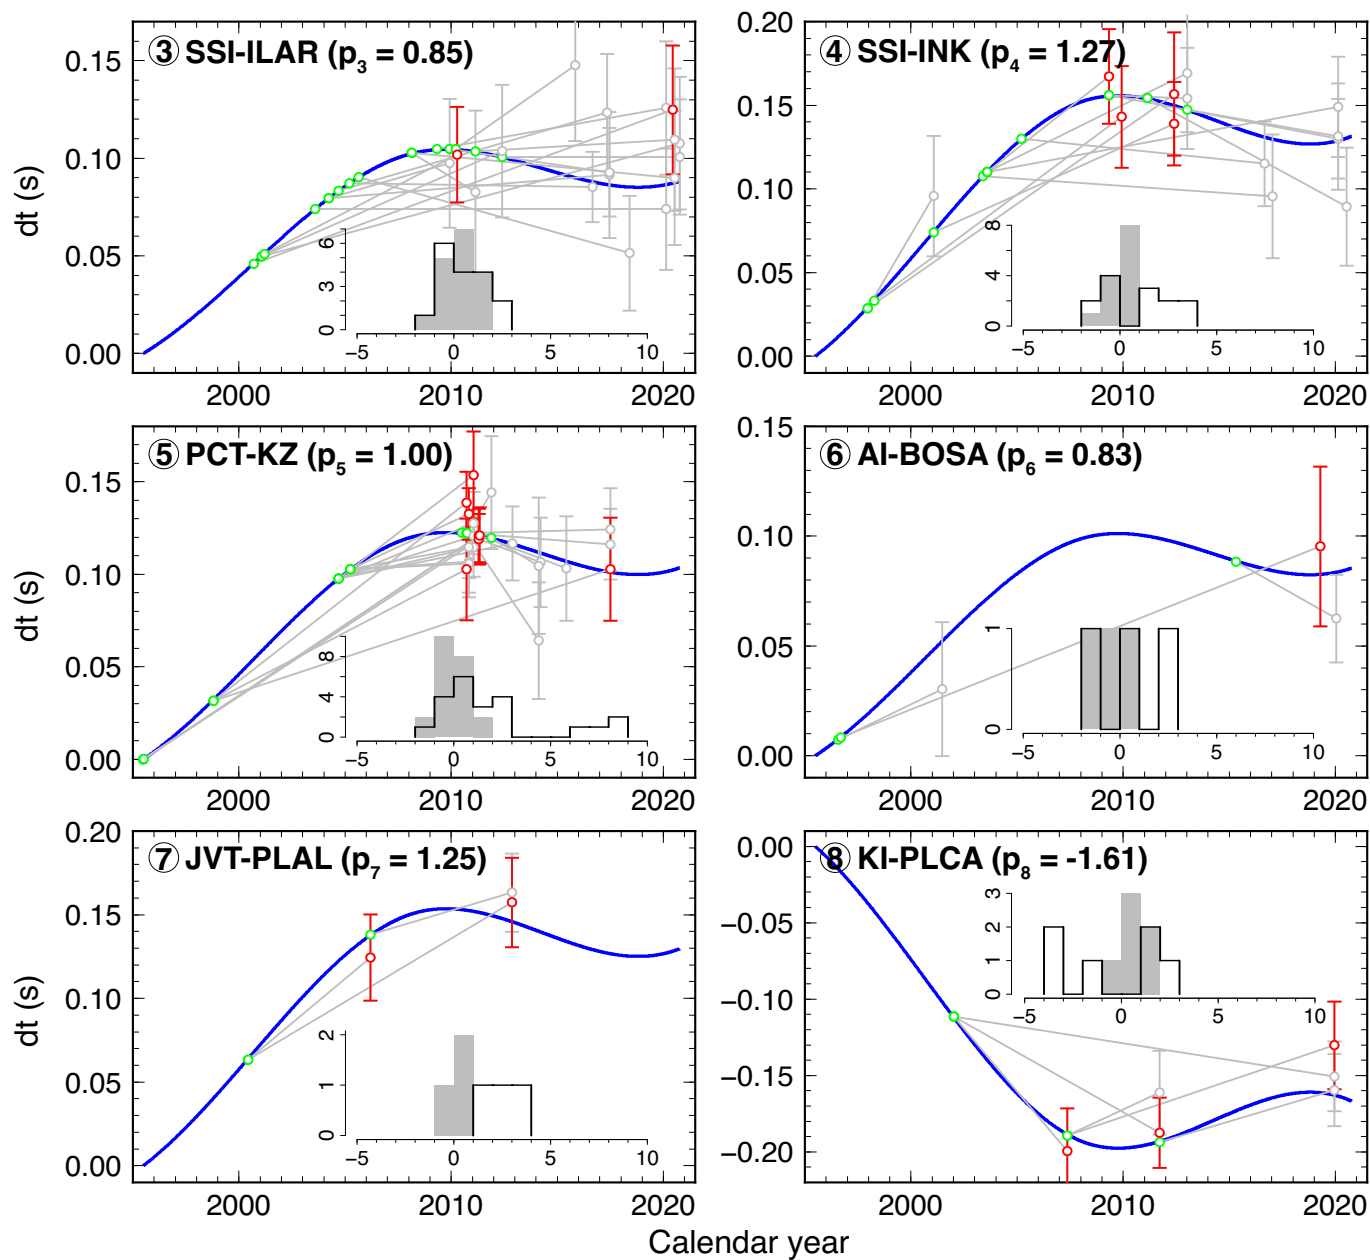 ③ SSI-ILAR (p3 = 0.85)
0.15
0.10
0.05
0.00
dt (s)
6
3
0
−5 0 5 10
2000 2010 2020
④ SSI-INK (p4 = 1.27)
0.20
0.15
0.10
0.05
0.00
8
4
0
−5 0 5 10
2000 2010 2020
⑤ PCT-KZ (p5 = 1.00)
0.15
0.10
0.05
0.00
dt (s)
8
4
0
−5 0 5 10
2000 2010 2020
⑥ AI-BOSA (p6 = 0.83)
0.15
0.10
0.05
0.00
1
0
−5 0 5 10
2000 2010 2020
⑦ JVT-PLAL (p7 = 1.25)
0.20
0.15
0.10
0.05
0.00
dt (s)
2
1
0
−5 0 5 10
2000 2010 2020
⑧ KI-PLCA (p8 = -1.61)
−0.00
−0.05
−0.10
−0.15
−0.20
3
2
1
0
−5 0 5 10
2000 2010 2020
Calendar year